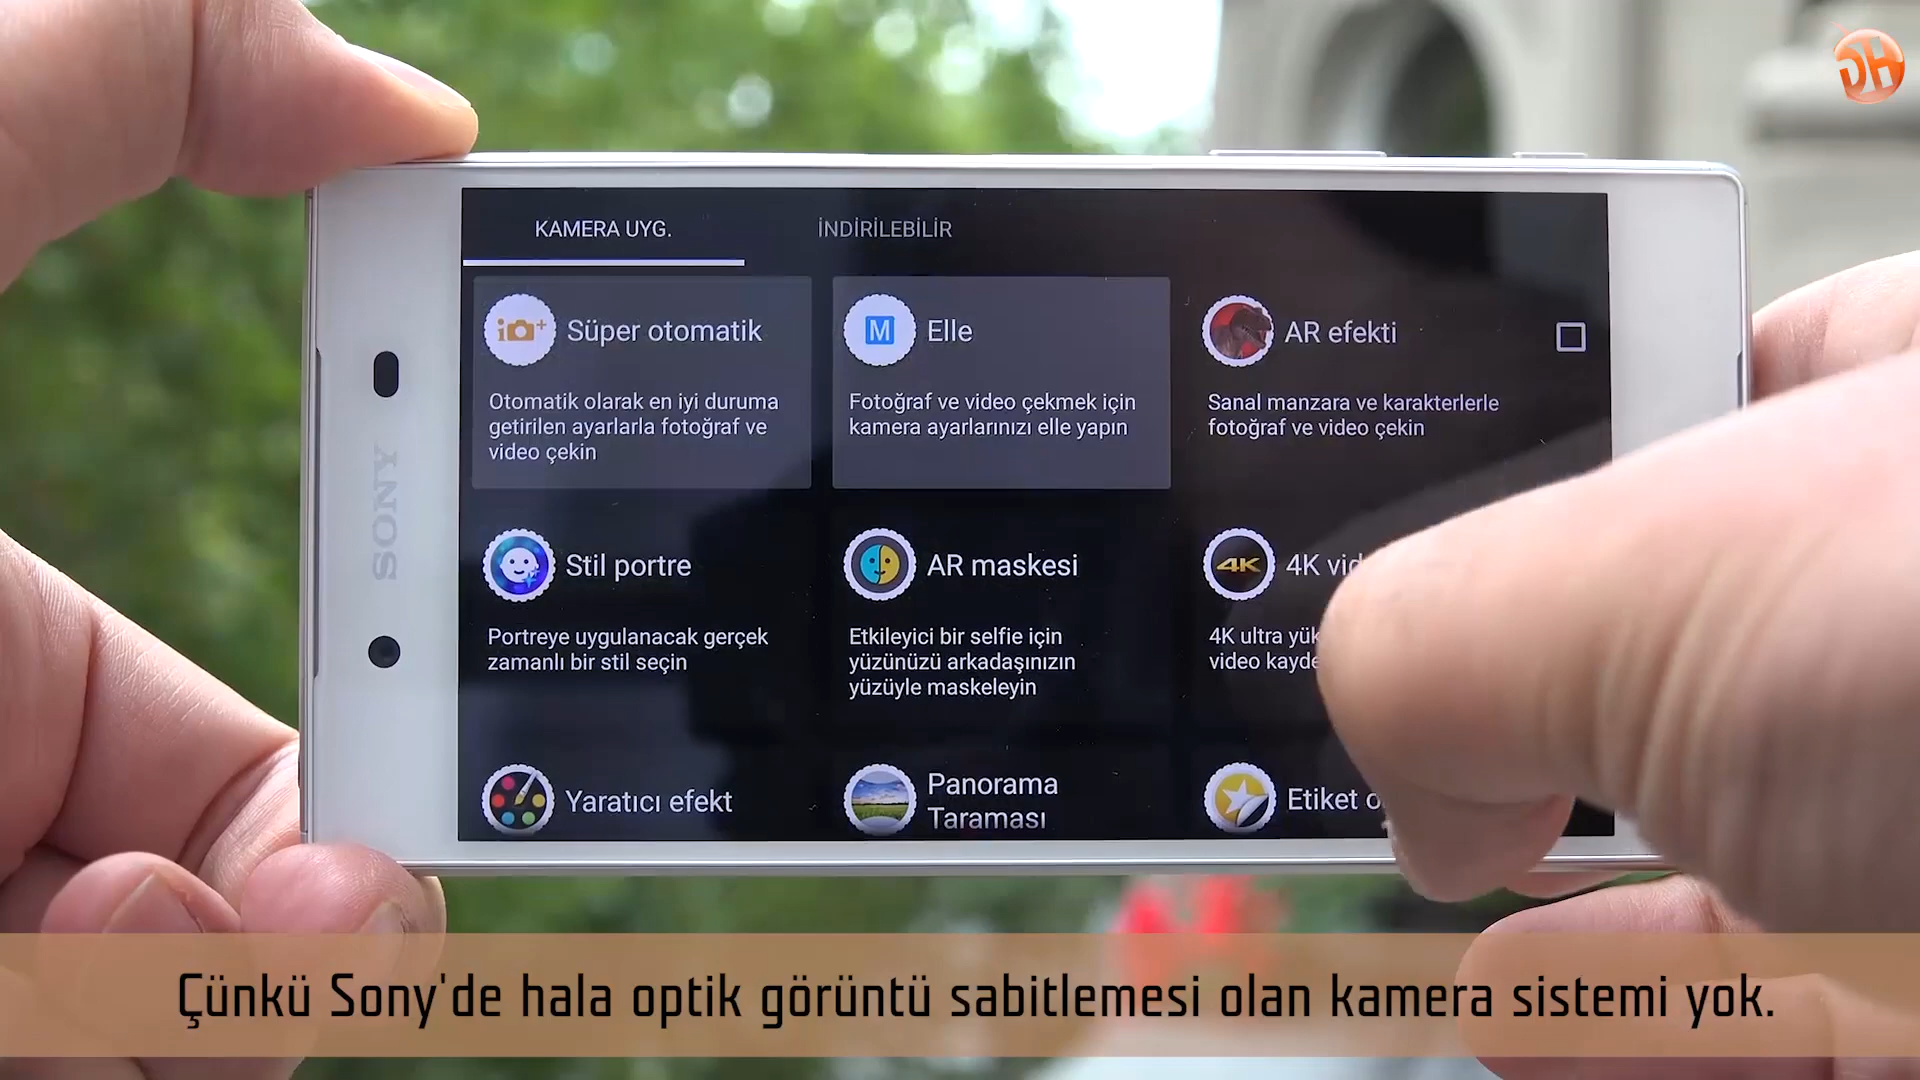 DH
KAMERA UYG.
İNDİRİLEBİLİR
Süper otomatik
Otomatik olarak en iyi duruma
getirilen ayarlarla fotoğraf ve
video çekin
M
Elle
Fotoğraf ve video çekmek için
kamera ayarlarınızı elle yapın
AR efekti
Sanal manzara ve karakterlerle
fotoğraf ve video çekin
SONY
Stil portre
Portreye uygulanacak gerçek
zamanlı bir stil seçin
AR maskesi
Etkileyici bir selfie için
yüzünüzü arkadaşınızın
yüzüyle maskeleyin
4K
4K
4K ultra
video
Yaratıcı efekt
Panorama
Taraması
Etiket
Çünkü Sony'de hala optik görüntü sabitlemesi olan kamera sistemi yok.